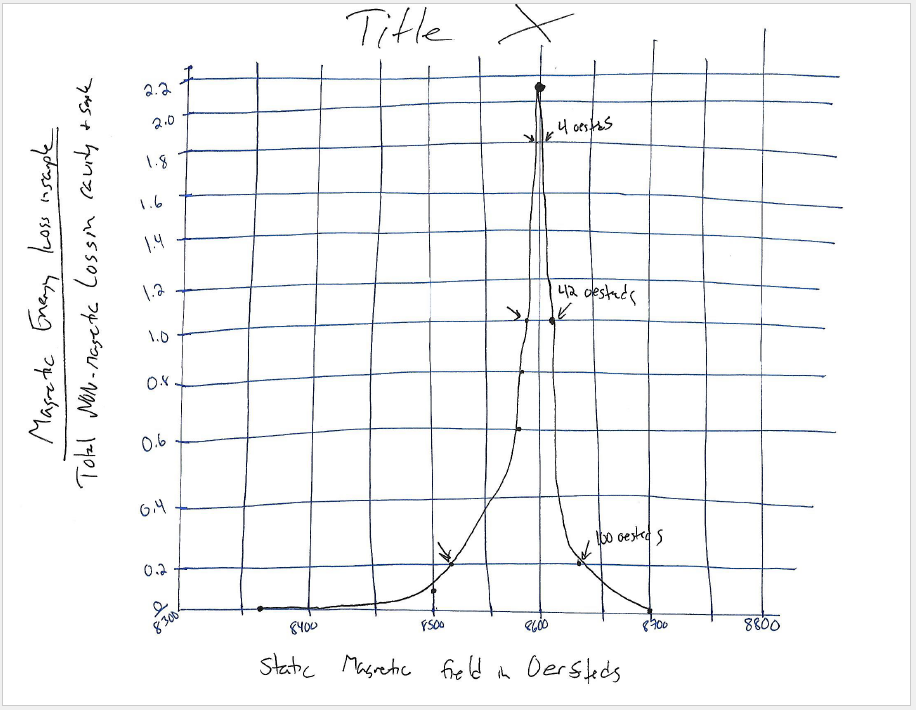 Title X
Magnetic Energy Loss in sample
Total Non-Magnetic Loss in cavity + sample
2.2
2.0
1.8
1.6
1.4
1.2
1.0
0.8
0.6
0.4
0.2
0
4 oersteds
42 oersteds
100 oersteds
8300
8400
8500
8600
8700
8800
Static Magnetic field in Oersteds